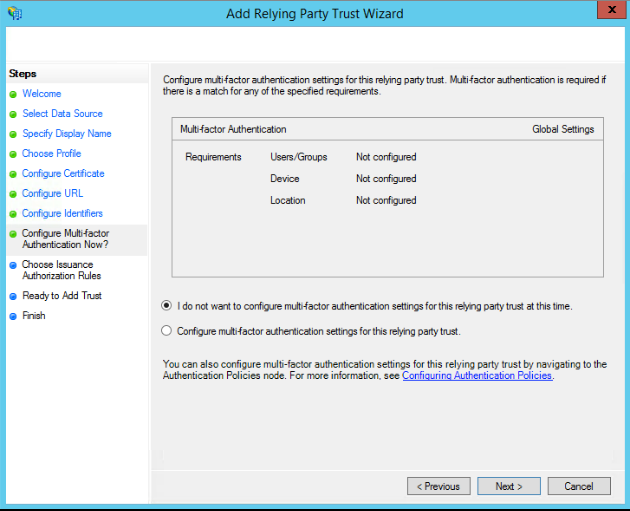 Add Relying Party Trust Wizard
X
Steps
Welcome
Select Data Source
Specify Display Name
Choose Profile
Configure Certificate
Configure URL
Configure Identifiers
Configure Multi-factor
Authentication Now?
Choose Issuance
Authorization Rules
Ready to Add Trust
Finish
Configure multi-factor authentication settings for this relying party trust. Multi-factor authentication is required if
there is a match for any of the specified requirements.
Multi-factor Authentication Global Settings
Requirements Users/Groups Not configured
Device Not configured
Location Not configured
I do not want to configure multi-factor authentication settings for this relying party trust at this time.
Configure multi-factor authentication settings for this relying party trust.
You can also configure multi-factor authentication settings for this relying party trust by navigating to the
Authentication Policies node. For more information, see Configuring Authentication Policies.
< Previous Next > Cancel